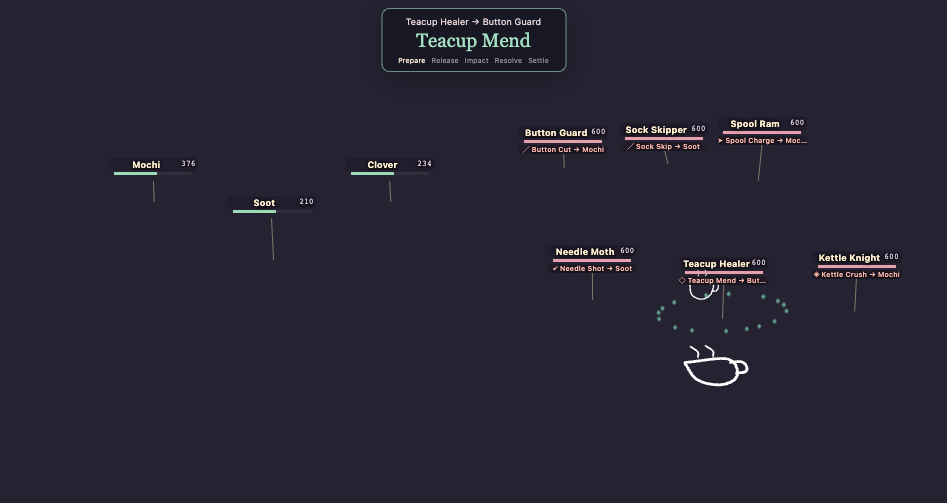 Teacup Healer → Button Guard
Teacup Mend
Prepare Release Impact Resolve Settle
Spool Ram 600
➤ Spool Charge → Moc...
Button Guard 600
⟋ Button Cut → Mochi
Sock Skipper 600
⟋ Sock Skip → Soot
Mochi 376
Clover 234
Soot 210
Needle Moth 600
➶ Needle Shot → Soot
Teacup Healer 600
◇ Teacup Mend → But...
Kettle Knight 600
◈ Kettle Crush → Mochi